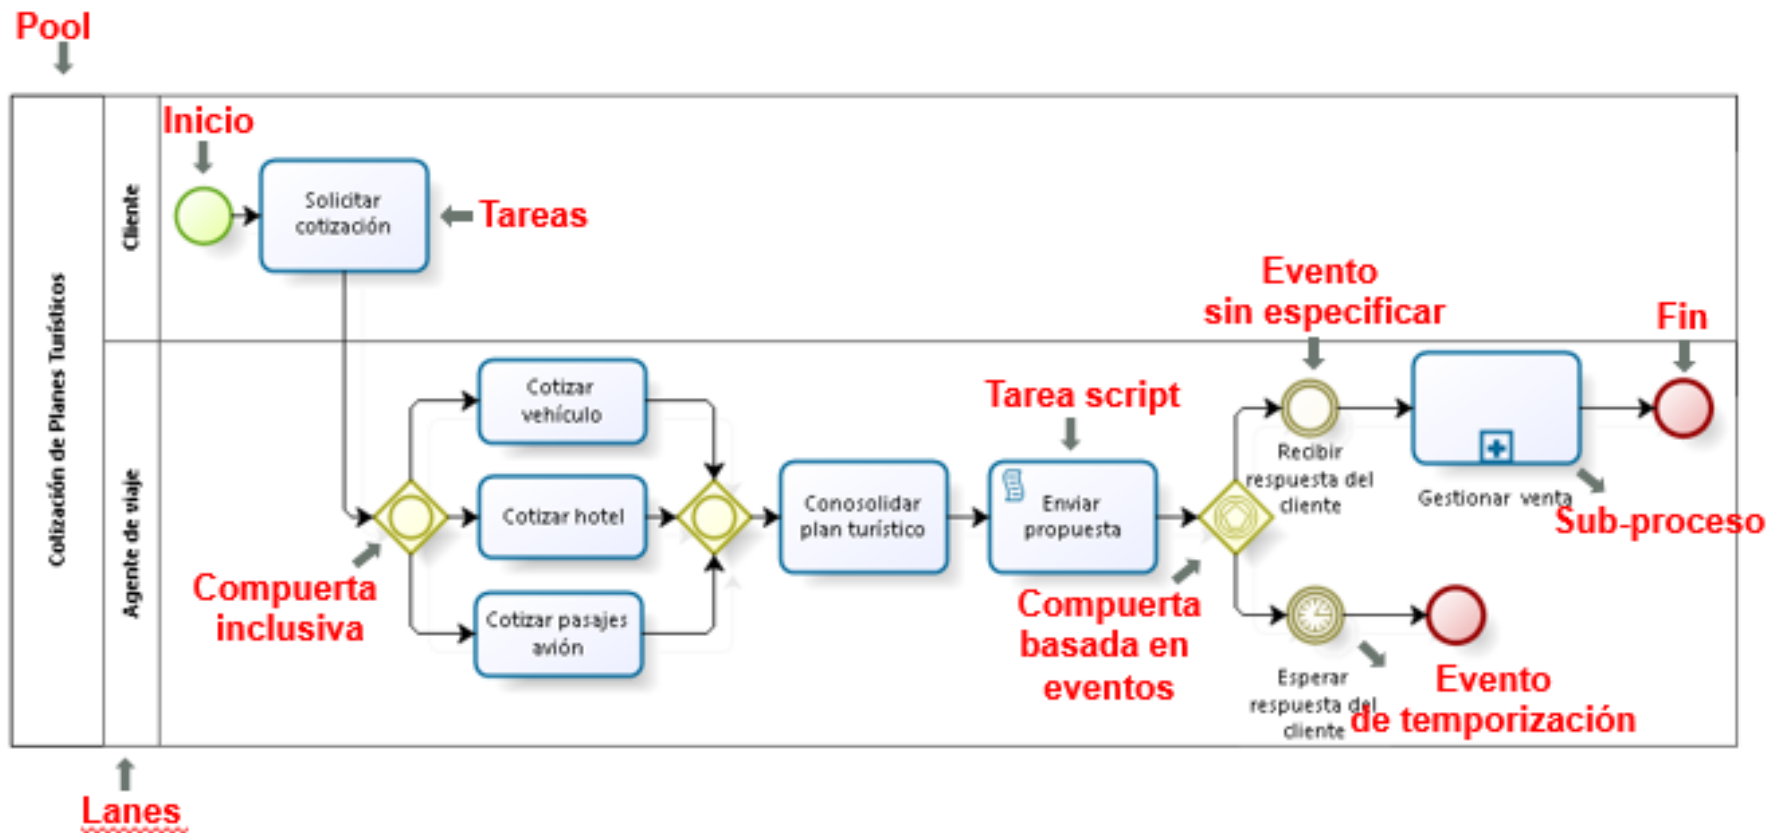 Pool
Inicio
Solicitar
cotización
Tareas
Cliente
Cotización de Planes Turísticos
Evento
sin especificar
Fin
Cotizar
vehículo
Tarea script
Recibir
respuesta del
cliente
Gestionar venta
Sub-proceso
Agente de viaje
Cotizar hotel
Conosolidar
plan turístico
Enviar
propuesta
Compuerta
inclusiva
Cotizar pasajes
avión
Compuerta
basada en
eventos
Esperar
respuesta del
cliente
Evento
de temporización
Lanes